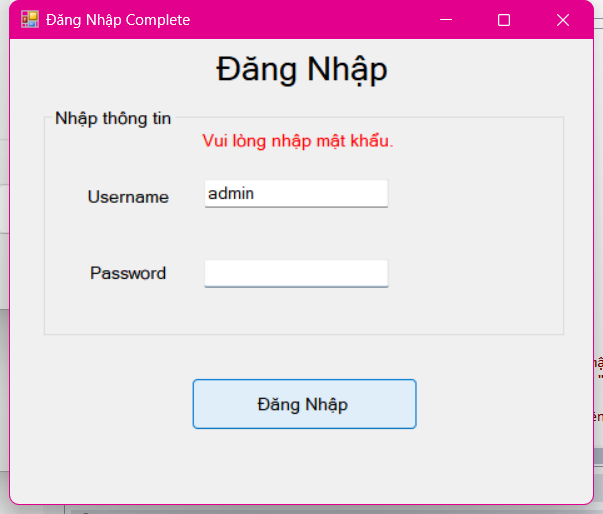 Đăng Nhập Complete
Đăng Nhập
Nhập thông tin
Vui lòng nhập mật khẩu.
Username
admin
Password
Đăng Nhập